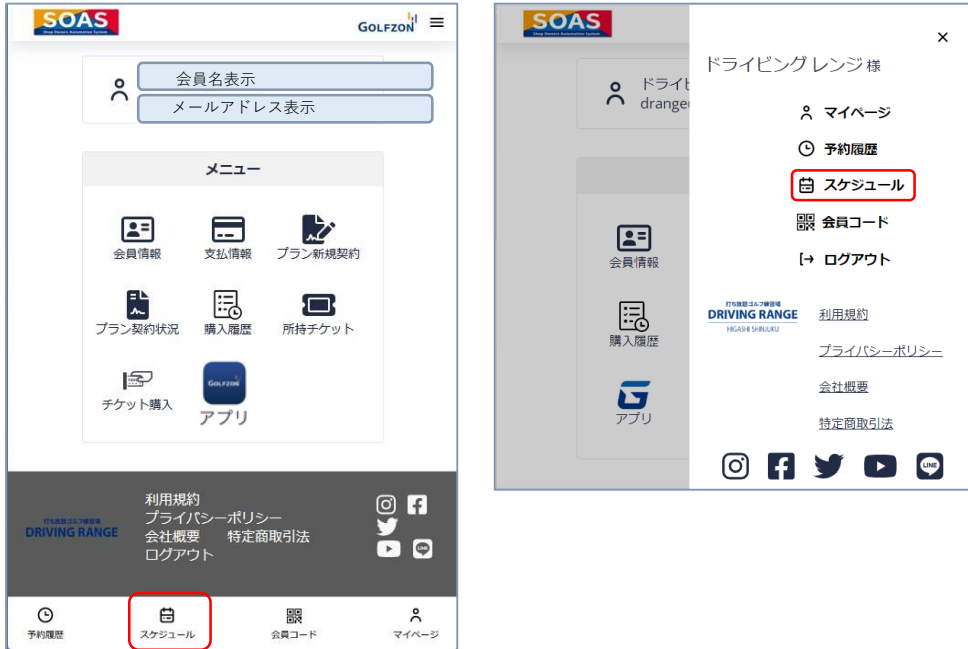 SOAS
Shop Owners Automation System
GOLFZON
会員名表示
メールアドレス表示
メニュー
会員情報
支払情報
プラン新規契約
プラン契約状況
購入履歴
所持チケット
チケット購入
GOLFZON
アプリ
打ち放題ゴルフ練習場
DRIVING RANGE
利用規約
プライバシーポリシー
会社概要 特定商取引法
ログアウト
LINE
予約履歴
スケジュール
会員コード
マイページ
SOAS
Shop Owners Automation System
ドライビ
drange
会員情報
購入履歴
アプリ
×
ドライビング レンジ 様
マイページ
予約履歴
スケジュール
会員コード
ログアウト
打ち放題ゴルフ練習場
DRIVING RANGE
HIGASHI SHINJUKU
利用規約
プライバシーポリシー
会社概要
特定商取引法
LINE